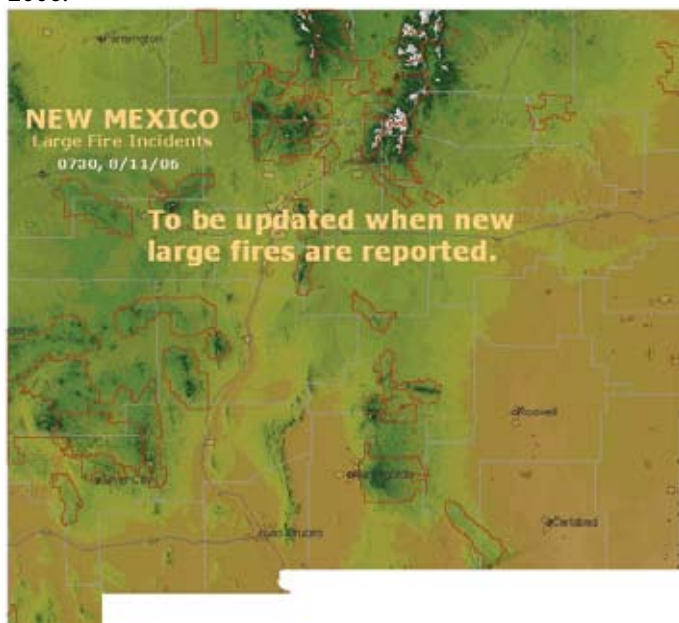 NEW MEXICO
Large Fire Incidents
0730, 8/11/06
To be updated when new
large fires are reported.
Farmington
Roswell
Silver City
Carlsbad
Las Cruces